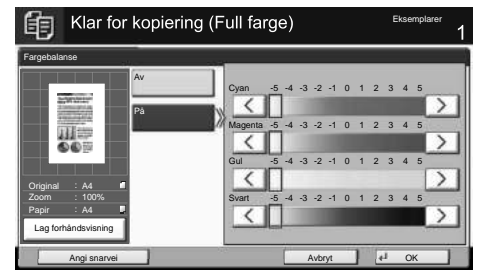 Klar for kopiering (Full farge)
Eksemplarer
1
Fargebalanse
Av
På
Cyan -5 -4 -3 -2 -1 0 1 2 3 4 5
Magenta -5 -4 -3 -2 -1 0 1 2 3 4 5
Gul -5 -4 -3 -2 -1 0 1 2 3 4 5
Svart -5 -4 -3 -2 -1 0 1 2 3 4 5
Original : A4
Zoom : 100%
Papir : A4
Lag forhåndsvisning
Angi snarvei
Avbryt
OK